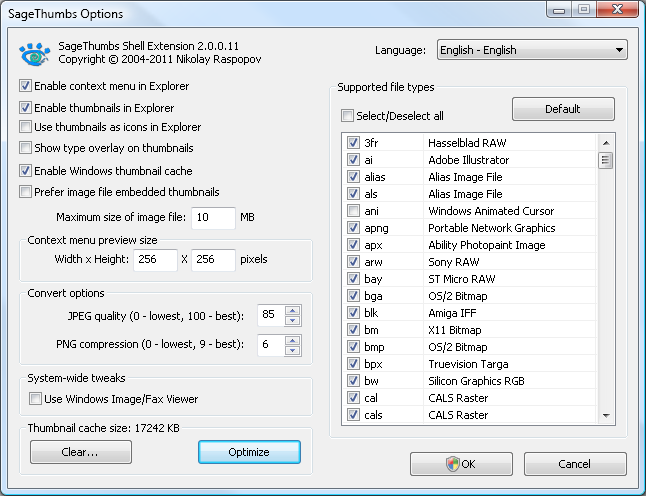 SageThumbs Options
SageThumbs Shell Extension 2.0.0.11
Copyright © 2004-2011 Nikolay Raspopov
Language: English - English
Enable context menu in Explorer
Enable thumbnails in Explorer
Use thumbnails as icons in Explorer
Show type overlay on thumbnails
Enable Windows thumbnail cache
Prefer image file embedded thumbnails
Maximum size of image file: 10 MB
Context menu preview size
Width x Height: 256 X 256 pixels
Convert options
JPEG quality (0 - lowest, 100 - best): 85
PNG compression (0 - lowest, 9 - best): 6
System-wide tweaks
Use Windows Image/Fax Viewer
Thumbnail cache size: 17242 KB
Clear...
Optimize
Supported file types
Select/Deselect all
Default
3fr Hasselblad RAW
ai Adobe Illustrator
alias Alias Image File
als Alias Image File
ani Windows Animated Cursor
apng Portable Network Graphics
apx Ability Photopaint Image
arw Sony RAW
bay ST Micro RAW
bga OS/2 Bitmap
blk Amiga IFF
bm X11 Bitmap
bmp OS/2 Bitmap
bpx Truevision Targa
bw Silicon Graphics RGB
cal CALS Raster
cals CALS Raster
OK
Cancel